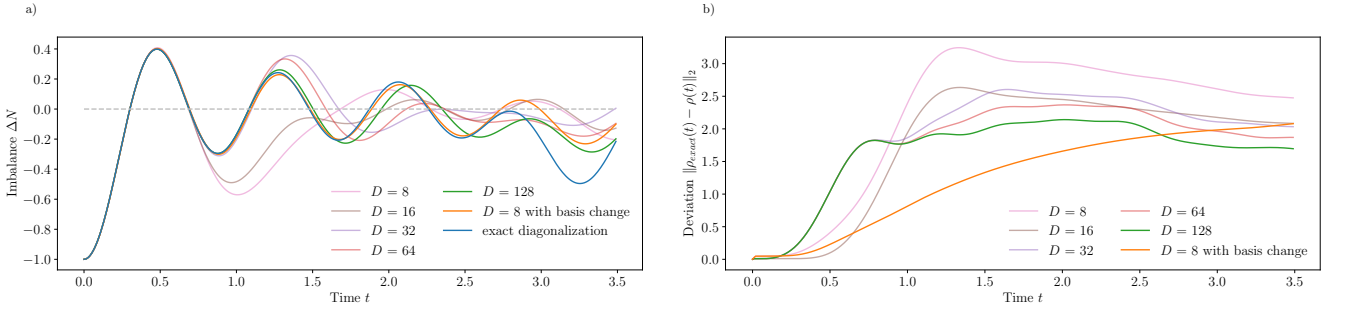 a)
Imbalance ΔN
0.4
0.2
0.0
−0.2
−0.4
−0.6
−0.8
−1.0
D = 8
D = 16
D = 32
D = 64
D = 128
D = 8 with basis change
exact diagonalization
0.0 0.5 1.0 1.5 2.0 2.5 3.0 3.5
Time t
b)
Deviation ‖ρexact(t) − ρ(t)‖2
3.0
2.5
2.0
1.5
1.0
0.5
0.0
D = 8
D = 16
D = 32
D = 64
D = 128
D = 8 with basis change
0.0 0.5 1.0 1.5 2.0 2.5 3.0 3.5
Time t